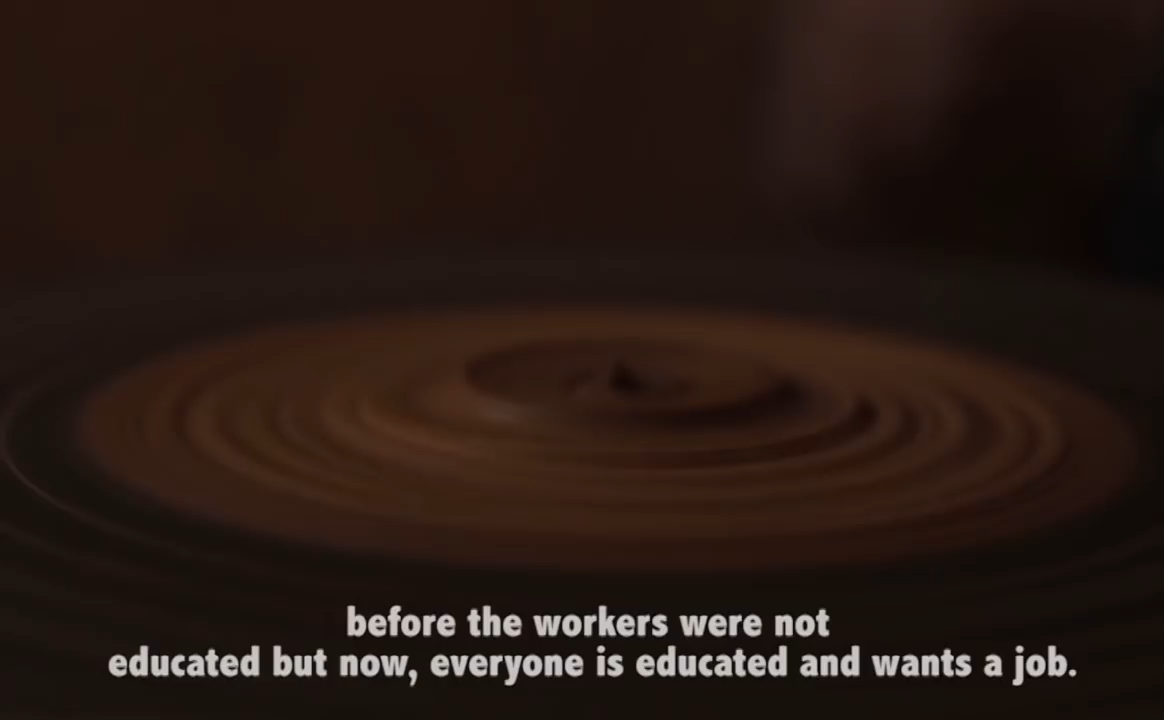 before the workers were not
educated but now, everyone is educated and wants a job.